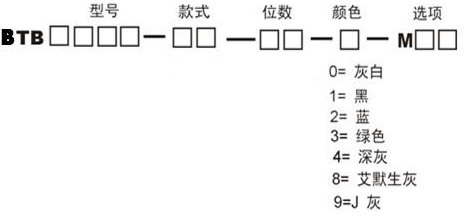 型号 款式 位数 颜色 选项
BTB□□□□—□□—□□—□—M□□
0= 灰白
1= 黑
2= 蓝
3= 绿色
4= 深灰
8= 艾默生灰
9=J 灰